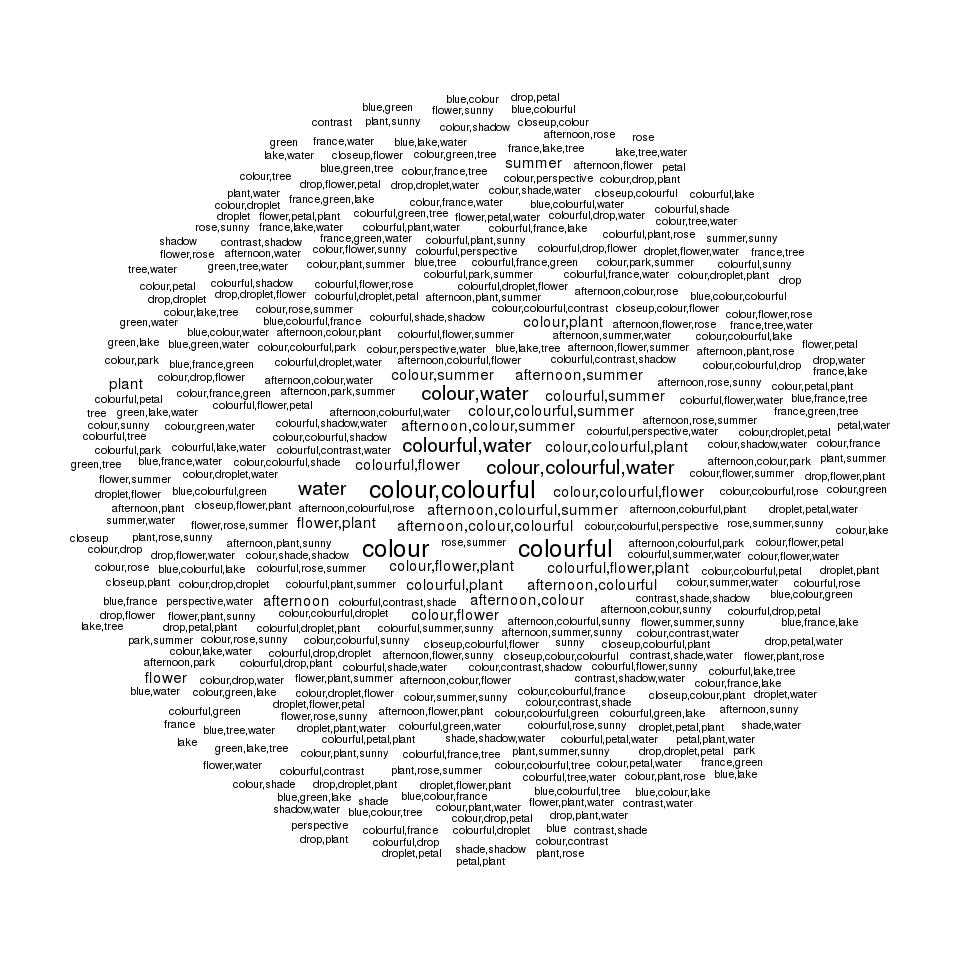 blue,colour drop,petal
blue,green flower,sunny blue,colourful
contrast plant,sunny colour,shadow closeup,colour
afternoon,rose rose
green france,water blue,lake,water france,lake,tree lake,tree,water
lake,water closeup,flower colour,green,tree summer afternoon,flower petal
colour,tree blue,green,tree colour,france,tree colour,perspective colour,drop,plant
drop,flower,petal drop,droplet,water colour,shade,water closeup,colourful colourful,lake
plant,water france,green,lake colour,france,water blue,colourful,water colourful,shade
colour,droplet
droplet flower,petal,plant colourful,green,tree flower,petal,water colour,drop,water colour,tree,water
rose,sunny france,lake,water colourful,plant,water colourful,france,lake colourful,plant,rose summer,sunny
shadow contrast,shadow france,green,water colourful,plant,sunny
flower,rose afternoon,water colour,flower,sunny colourful,perspective colourful,drop,flower droplet,flower,water france,tree
tree,water green,tree,water colour,plant,summer blue,tree colourful,france,green colour,park,summer colourful,sunny
colourful,park,summer colourful,france,water colour,droplet,plant drop
colour,petal colourful,shadow colourful,flower,rose colourful,droplet,flower afternoon,colour,rose
drop,droplet drop,droplet,flower colourful,droplet,petal afternoon,plant,summer blue,colour,colourful
colour,lake,tree colour,rose,summer colour,colourful,contrast closeup,colour,flower colour,flower,rose
green,water blue,colourful,france colourful,shade,shadow colour,plant afternoon,flower,rose france,tree,water
blue,colour,water afternoon,colour,plant colourful,flower,summer afternoon,summer,water colour,colourful,lake
green,lake blue,green,water colour,colourful,park colour,perspective,water blue,lake,tree afternoon,flower,summer afternoon,plant,rose flower,petal
colour,park blue,france,green colourful,droplet,water afternoon,colourful,flower colourful,contrast,shadow colour,colourful,drop drop,water
france,lake
plant colour,drop,flower afternoon,colour,water colour,summer afternoon,summer afternoon,rose,sunny colour,petal,plant
colourful,petal colour,france,green afternoon,park,summer colour,water colourful,summer colourful,flower,water blue,france,tree
tree green,lake,water colourful,flower,petal afternoon,colourful,water colour,colourful,summer france,green,tree
colour,sunny colour,green,water colourful,shadow,water afternoon,colour,summer afternoon,rose,summer petal,water
colourful,tree colour,colourful,shadow colourful,perspective,water colour,droplet,petal
colourful,park colourful,lake,water colourful,contrast,water colourful,water colour,colourful,plant colour,shadow,water colour,france
green,tree blue,france,water colour,colourful,shade colourful,flower colour,colourful,water afternoon,colour,park plant,summer
flower,summer colour,droplet,water colour,flower,summer drop,flower,plant
droplet,flower blue,colourful,green water colour,colourful colour,colourful,flower colour,colourful,rose colour,green
afternoon,plant closeup,flower,plant afternoon,colourful,rose afternoon,colourful,summer afternoon,colourful,plant droplet,petal,water
summer,water flower,rose,summer flower,plant afternoon,colour,colourful colour,colourful,perspective rose,summer,sunny colour,lake
closeup plant,rose,sunny afternoon,plant,sunny colour rose,summer colourful afternoon,colourful,park colour,flower,petal
colour,drop drop,flower,water colour,shade,shadow colourful,summer,water colour,flower,water
colour,rose blue,colourful,lake colourful,rose,summer colour,flower,plant colourful,flower,plant colour,colourful,petal droplet,plant
closeup,plant colour,drop,droplet colourful,plant,summer colourful,plant afternoon,colourful colour,summer,water colourful,rose
blue,france perspective,water afternoon colourful,contrast,shade afternoon,colour contrast,shade,shadow blue,colour,green
drop,flower flower,plant,sunny colour,colourful,droplet colour,flower afternoon,colour,sunny colourful,drop,petal
lake,tree drop,petal,plant colourful,droplet,plant colourful,summer,sunny afternoon,colourful,sunny flower,summer,sunny blue,france,lake
park,summer colour,rose,sunny colour,colourful,sunny afternoon,summer,sunny colour,contrast,water
colour,lake,water colourful,drop,droplet closeup,colourful,flower sunny closeup,colourful,plant drop,petal,water
afternoon,park colourful,drop,plant afternoon,flower,sunny closeup,colour,colourful contrast,shade,water flower,plant,rose
colourful,shade,water colour,contrast,shadow colourful,flower,sunny colourful,lake,tree
flower colour,drop,water flower,plant,summer afternoon,colour,flower contrast,shadow,water colour,france,lake
blue,water colour,green,lake colour,droplet,flower colour,summer,sunny colour,colourful,france closeup,colour,plant droplet,water
droplet,flower,petal colour,contrast,shade
colourful,green flower,rose,sunny afternoon,flower,plant colour,colourful,green colourful,green,lake afternoon,sunny
france blue,tree,water droplet,plant,water colourful,green,water colourful,rose,sunny droplet,petal,plant shade,water
lake green,lake,tree colourful,petal,plant shade,shadow,water colourful,petal,water petal,plant,water
colour,plant,sunny colourful,france,tree plant,summer,sunny drop,droplet,petal park
flower,water colourful,contrast plant,rose,summer colour,colourful,tree colour,petal,water france,green
colour,shade drop,droplet,plant droplet,flower,plant colourful,tree,water colour,plant,rose blue,lake
blue,green,lake shade blue,colour,france blue,colourful,tree blue,colour,lake
shadow,water blue,colour,tree colour,plant,water flower,plant,water contrast,water
perspective colour,drop,petal drop,plant,water
drop,plant colourful,france colourful,droplet blue contrast,shade
colourful,drop colour,contrast
droplet,petal shade,shadow plant,rose
petal,plant